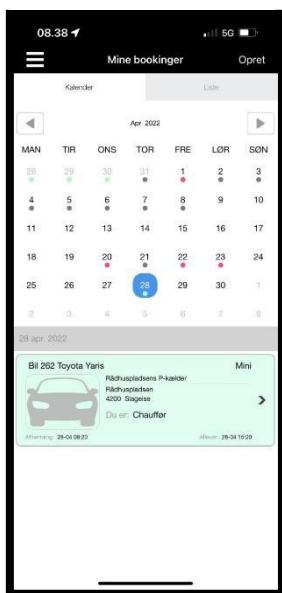 08.38
5G
Mine bookinger
Opret
Kalender
Liste
Apr 2022
MAN TIR ONS TOR FRE LØR SØN
28 29 30 31 1 2 3
4 5 6 7 8 9 10
11 12 13 14 15 16 17
18 19 20 21 22 23 24
25 26 27 28 29 30 1
2 3 4 5 6 7 8
28 apr. 2022
Bil 262 Toyota Yaris
Mini
Rådhuspladsens P-kælder
Rådhuspladsen
4200 Slagelse
Du er: Chauffør
Afhentning: 28-04 08:20
Aflever: 28-04 15:20